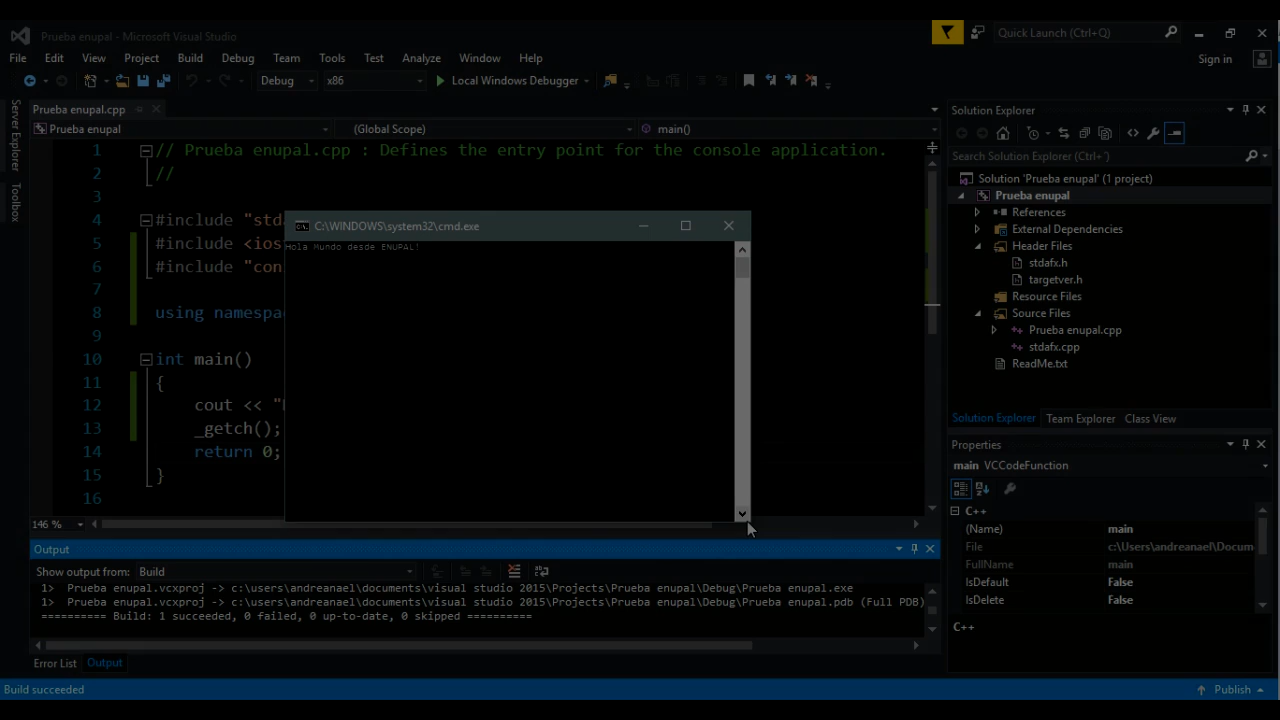 Prueba enupal - Microsoft Visual Studio
Quick Launch (Ctrl+Q)
File Edit View Project Build Debug Team Tools Test Analyze Window Help
Sign in
Debug x86 Local Windows Debugger
Server Explorer
Toolbox
Prueba enupal.cpp
Prueba enupal (Global Scope) main()
1 // Prueba enupal.cpp : Defines the entry point for the console application.
2 //
3
4 #include "std
5 #include <ios
6 #include "con
7
8 using namespac
9
10 int main()
11 {
12 cout << "
13 _getch();
14 return 0;
15 }
16
C:\WINDOWS\system32\cmd.exe
Hola Mundo desde ENUPAL!
146 %
Solution Explorer
Search Solution Explorer (Ctrl+´)
Solution 'Prueba enupal' (1 project)
Prueba enupal
References
External Dependencies
Header Files
stdafx.h
targetver.h
Resource Files
Source Files
Prueba enupal.cpp
stdafx.cpp
ReadMe.txt
Solution Explorer Team Explorer Class View
Properties
main VCCodeFunction
C++
(Name) main
File c:\Users\andreanael\Docum
FullName main
IsDefault False
IsDelete False
C++
Output
Show output from: Build
1> Prueba enupal.vcxproj -> c:\users\andreanael\documents\visual studio 2015\Projects\Prueba enupal\Debug\Prueba enupal.exe
1> Prueba enupal.vcxproj -> c:\users\andreanael\documents\visual studio 2015\Projects\Prueba enupal\Debug\Prueba enupal.pdb (Full PDB)
========== Build: 1 succeeded, 0 failed, 0 up-to-date, 0 skipped ==========
Error List Output
Build succeeded
Publish